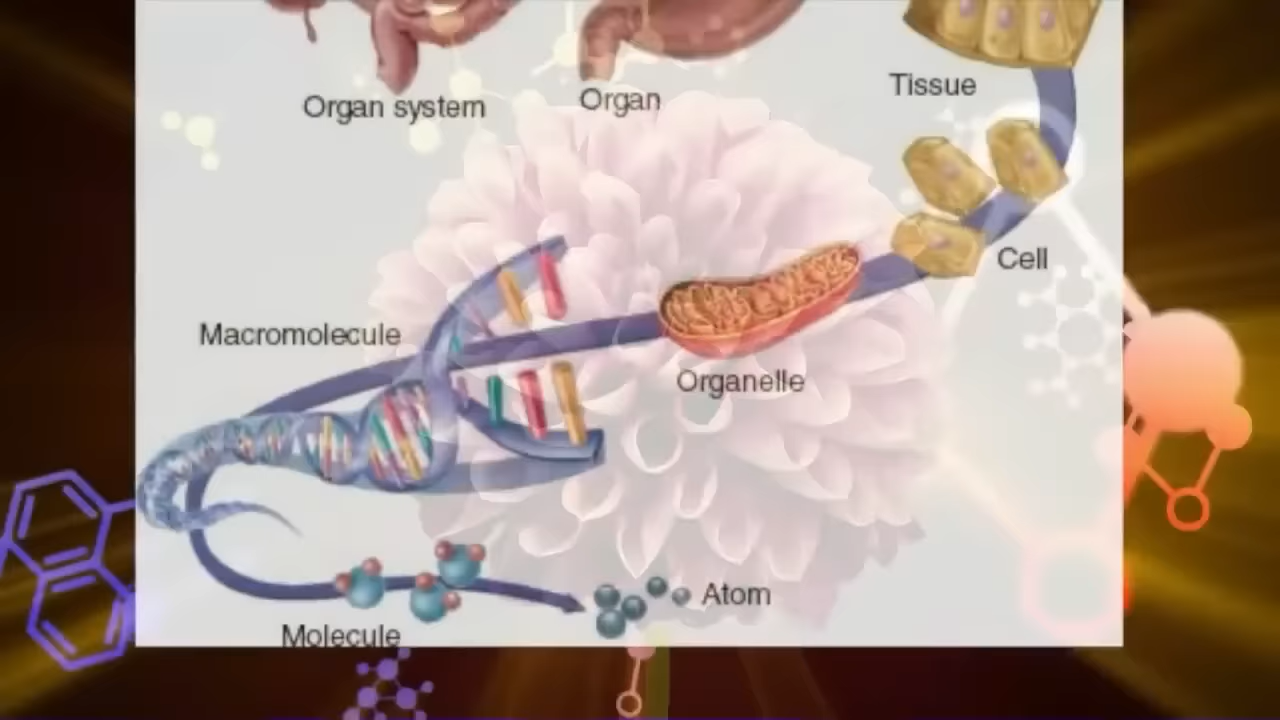 Organ system
Organ
Tissue
Cell
Macromolecule
Organelle
Atom
Molecule